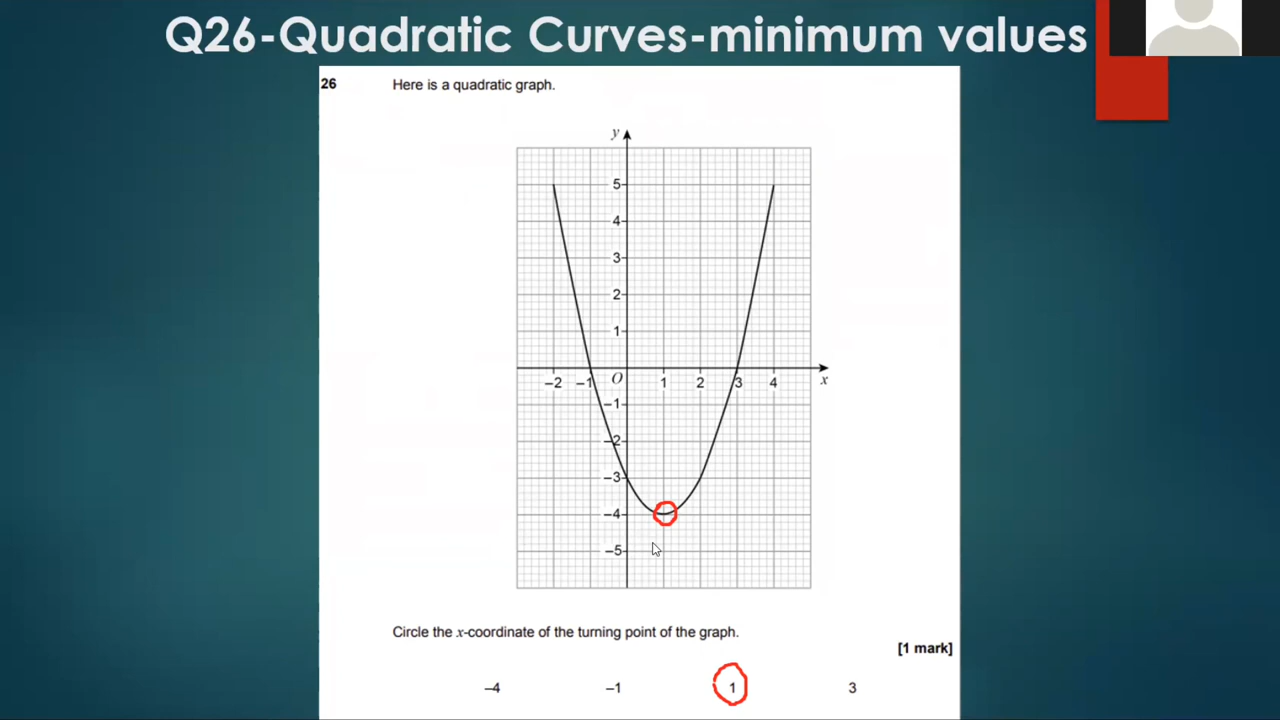 Q26-Quadratic Curves-minimum values
26 Here is a quadratic graph.
y
5
4
3
2
1
–2 –1 O 1 2 3 4 x
–1
–2
–3
–4
–5
Circle the x-coordinate of the turning point of the graph.
[1 mark]
–4 –1 1 3